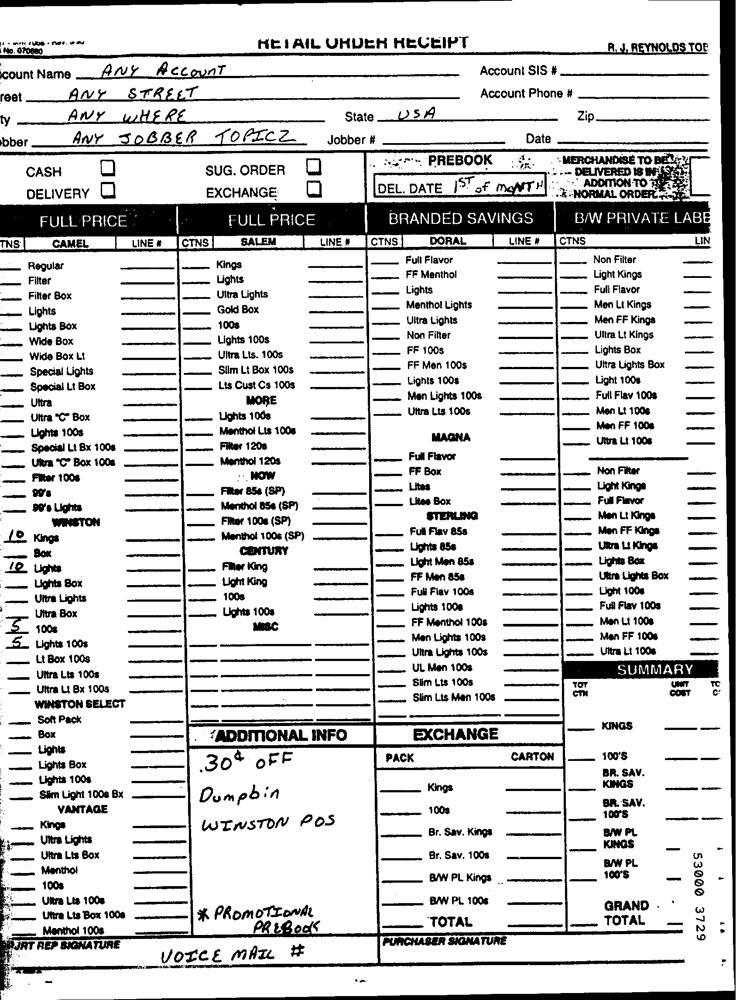 No. 070660
RETAIL ORDER RECEIPT
R. J. REYNOLDS TOB
count Name ANY Account
Account SIS #
reet ANY STREET
Account Phone #
ty ANY WHERE
State USA
Zip
bber ANY JOBBER TOPICZ
Jobber #
Date
CASH
SUG. ORDER
DELIVERY
EXCHANGE
PREBOOK
DEL. DATE 1ST of mONTH
MERCHANDISE TO BE
DELIVERED IS IN
ADDITION TO
NORMAL ORDER
FULL PRICE
TNS CAMEL LINE #
Regular
Filter
Filter Box
Lights
Lights Box
Wide Box
Wide Box Lt
Special Lights
Special Lt Box
Ultra
Ultra "C" Box
Lights 100s
Special Lt Bx 100s
Ultra "C" Box 100s
Filter 100s
99's
99's Lights
WINSTON
10 Kings
Box
10 Lights
Lights Box
Ultra Lights
Ultra Box
5 100s
5 Lights 100s
Lt Box 100s
Ultra Lts 100s
Ultra Lt Bx 100s
WINSTON SELECT
Soft Pack
Box
Lights
Lights Box
Lights 100s
Slim Light 100s Bx
VANTAGE
Kings
Ultra Lights
Ultra Lts Box
Menthol
100s
Ultra Lts 100s
Ultra Lts Box 100s
Menthol 100s
FULL PRICE
CTNS SALEM LINE #
Kings
Lights
Ultra Lights
Gold Box
100s
Lights 100s
Ultra Lts. 100s
Slim Lt Box 100s
Lts Cust Cs 100s
MORE
Lights 100s
Menthol Lts 100s
Filter 120s
Menthol 120s
NOW
Filter 85s (SP)
Menthol 85s (SP)
Filter 100s (SP)
Menthol 100s (SP)
CENTURY
Filter King
Light King
100s
Lights 100s
MISC
ADDITIONAL INFO
.30¢ OFF
Dumpbin
WINSTON POS
* PROMOTIONAL
PREBOOK
BRANDED SAVINGS
CTNS DORAL LINE #
Full Flavor
FF Menthol
Lights
Menthol Lights
Ultra Lights
Non Filter
FF 100s
FF Men 100s
Lights 100s
Men Lights 100s
Ultra Lts 100s
MAGNA
Full Flavor
FF Box
Lites
Lites Box
STERLING
Full Flav 85s
Lights 85s
Light Men 85s
FF Men 85s
Full Flav 100s
Lights 100s
FF Menthol 100s
Men Lights 100s
Ultra Lights 100s
UL Men 100s
Slim Lts 100s
Slim Lts Men 100s
EXCHANGE
PACK CARTON
Kings
100s
Br. Sav. Kings
Br. Sav. 100s
B/W PL Kings
B/W PL 100s
TOTAL
B/W PRIVATE LABE
CTNS LIN
Non Filter
Light Kings
Full Flavor
Men Lt Kings
Men FF Kings
Ultra Lt Kings
Lights Box
Ultra Lights Box
Light 100s
Full Flav 100s
Men Lt 100s
Men FF 100s
Ultra Lt 100s
Non Filter
Light Kings
Full Flavor
Men Lt Kings
Men FF Kings
Ultra Lt Kings
Lights Box
Ultra Lights Box
Light 100s
Full Flav 100s
Men Lt 100s
Men FF 100s
Ultra Lt 100s
SUMMARY
TOT CTN
UNIT COST
KINGS
100'S
BR. SAV. KINGS
BR. SAV. 100'S
B/W PL KINGS
B/W PL 100'S
GRAND TOTAL
53000 3729
RJRT REP SIGNATURE
VOICE MAIL #
PURCHASER SIGNATURE